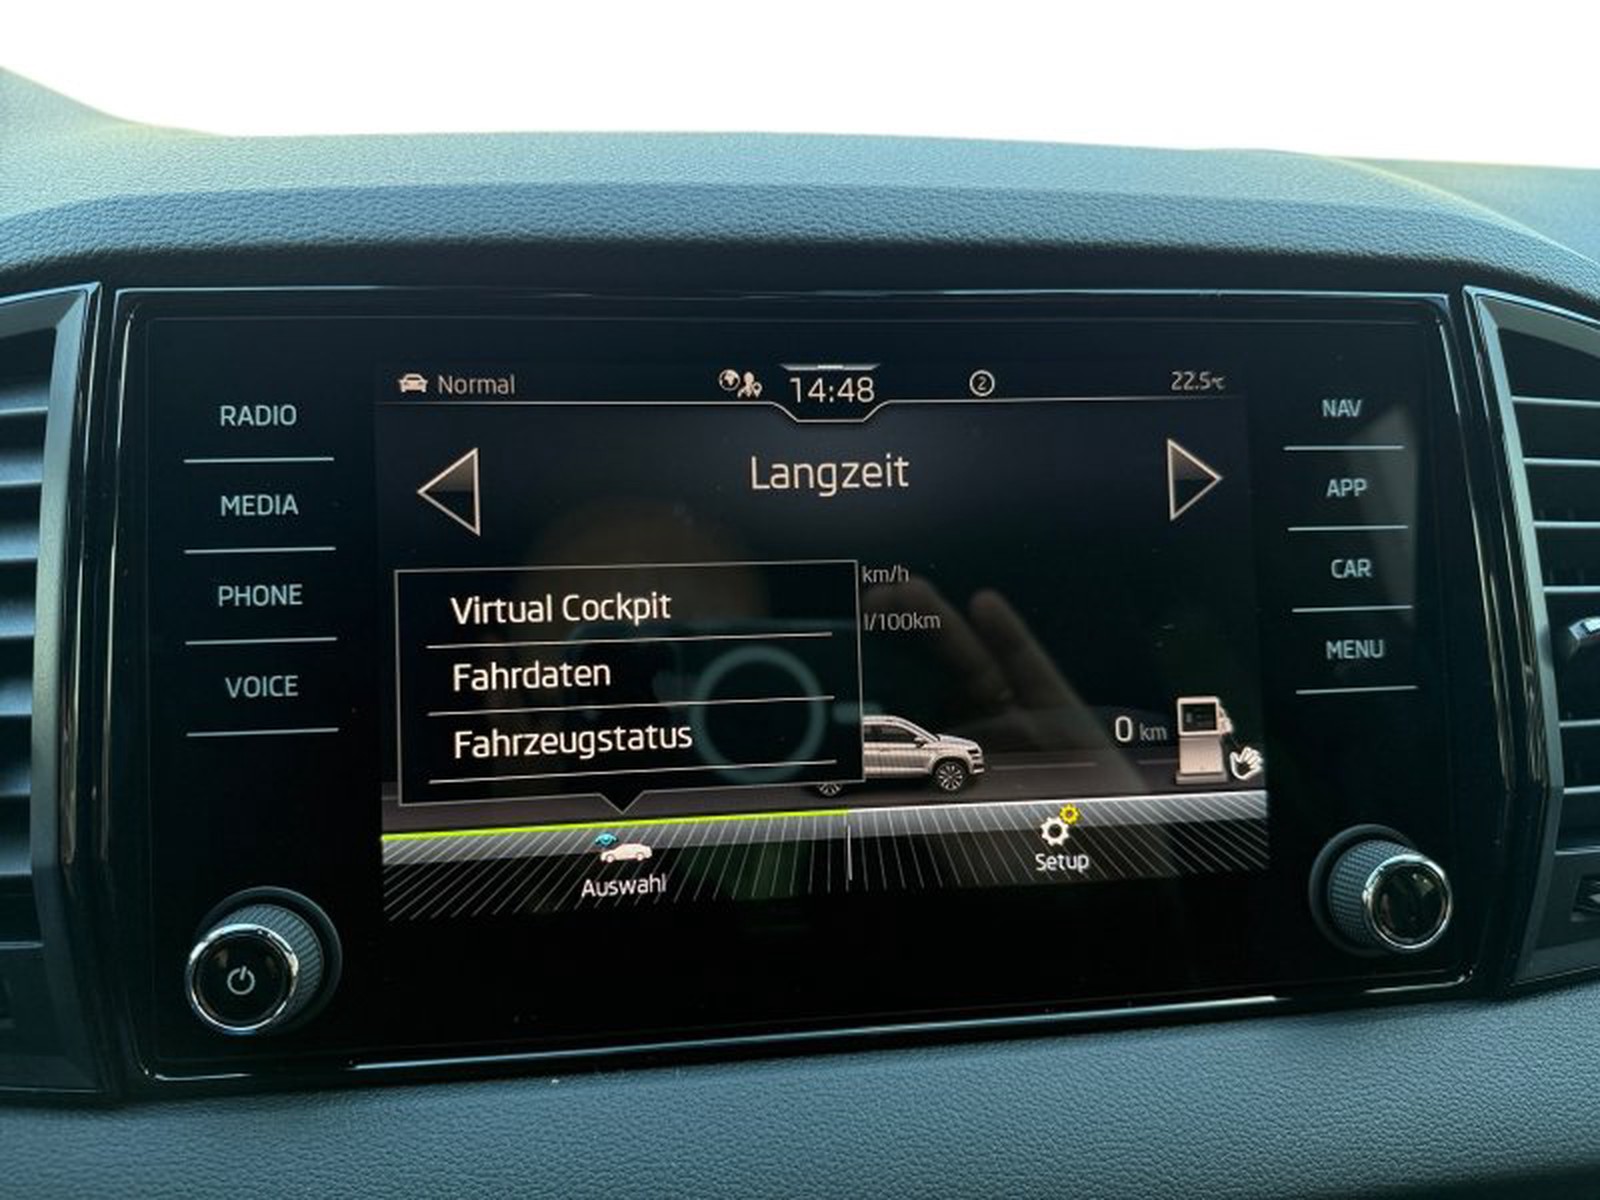 RADIO
MEDIA
PHONE
VOICE
Normal
14:48
2
22.5°C
Langzeit
km/h
l/100km
Virtual Cockpit
Fahrdaten
Fahrzeugstatus
0 km
Auswahl
Setup
NAV
APP
CAR
MENU